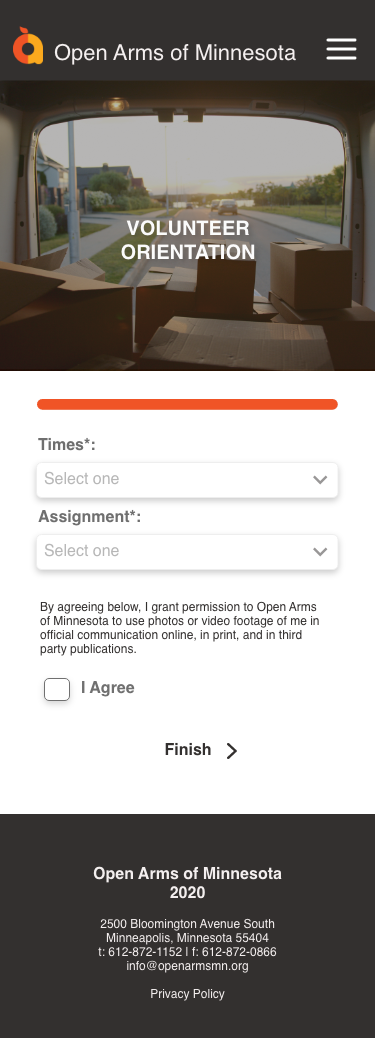 Open Arms of Minnesota
VOLUNTEER
ORIENTATION
Times*:
Select one
Assignment*:
Select one
By agreeing below, I grant permission to Open Arms
of Minnesota to use photos or video footage of me in
official communication online, in print, and in third
party publications.
I Agree
Finish
Open Arms of Minnesota
2020
2500 Bloomington Avenue South
Minneapolis, Minnesota 55404
t: 612-872-1152 | f: 612-872-0866
info@openarmsmn.org
Privacy Policy